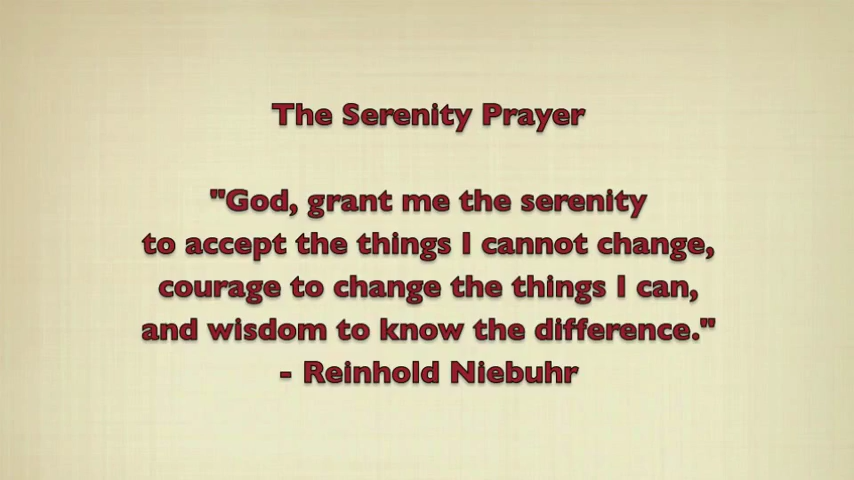 The Serenity Prayer
"God, grant me the serenity
to accept the things I cannot change,
courage to change the things I can,
and wisdom to know the difference."
- Reinhold Niebuhr